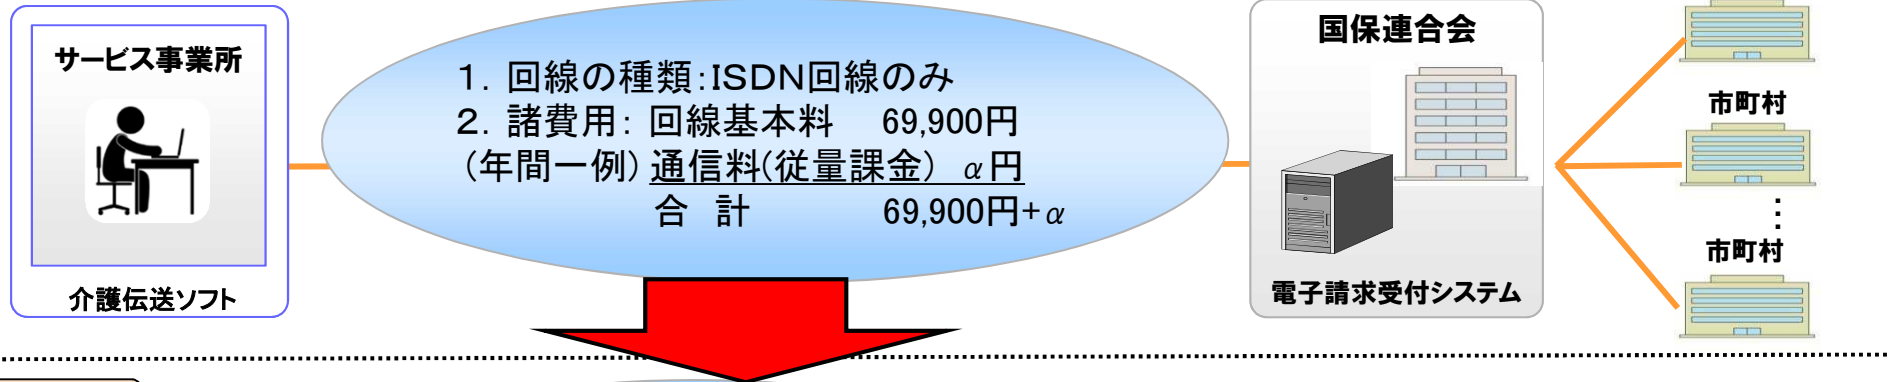 サービス事業所
介護伝送ソフト
1．回線の種類：ISDN回線のみ
2．諸費用： 回線基本料　69,900円
(年間一例) 通信料(従量課金)　α円
合 計　69,900円+α
国保連合会
電子請求受付システム
市町村
：
市町村